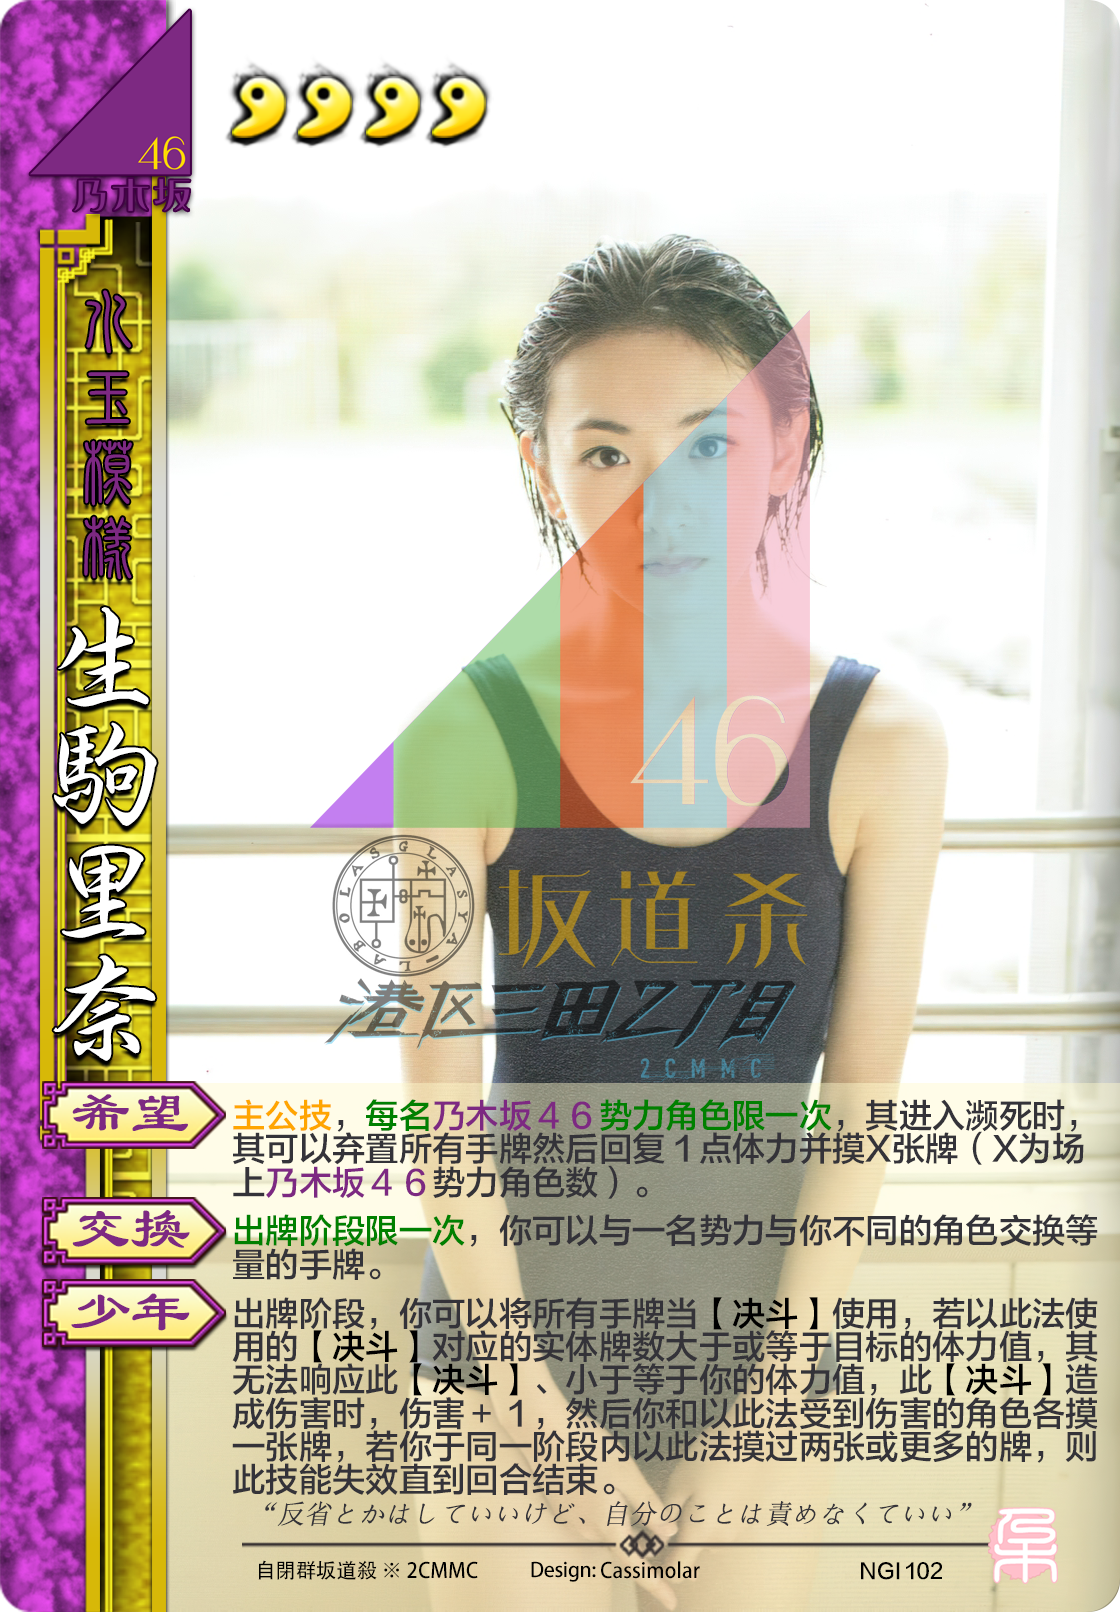 46
乃木坂
水玉模様
生駒里奈
46
GLASYA-LABOLAS
坂道杀
港区三田2丁目
2CMMC
希望
主公技，每名乃木坂４６势力角色限一次，其进入濒死时，
其可以弃置所有手牌然后回复１点体力并摸X张牌（X为场
上乃木坂４６势力角色数）。
交換
出牌阶段限一次，你可以与一名势力与你不同的角色交换等
量的手牌。
少年
出牌阶段，你可以将所有手牌当【决斗】使用，若以此法使
用的【决斗】对应的实体牌数大于或等于目标的体力值，其
无法响应此【决斗】、小于等于你的体力值，此【决斗】造
成伤害时，伤害＋１，然后你和以此法受到伤害的角色各摸
一张牌，若你于同一阶段内以此法摸过两张或更多的牌，则
此技能失效直到回合结束。
“反省とかはしていいけど、自分のことは責めなくていい”
自閉群坂道殺 ※ 2CMMC
Design: Cassimolar
NGI102